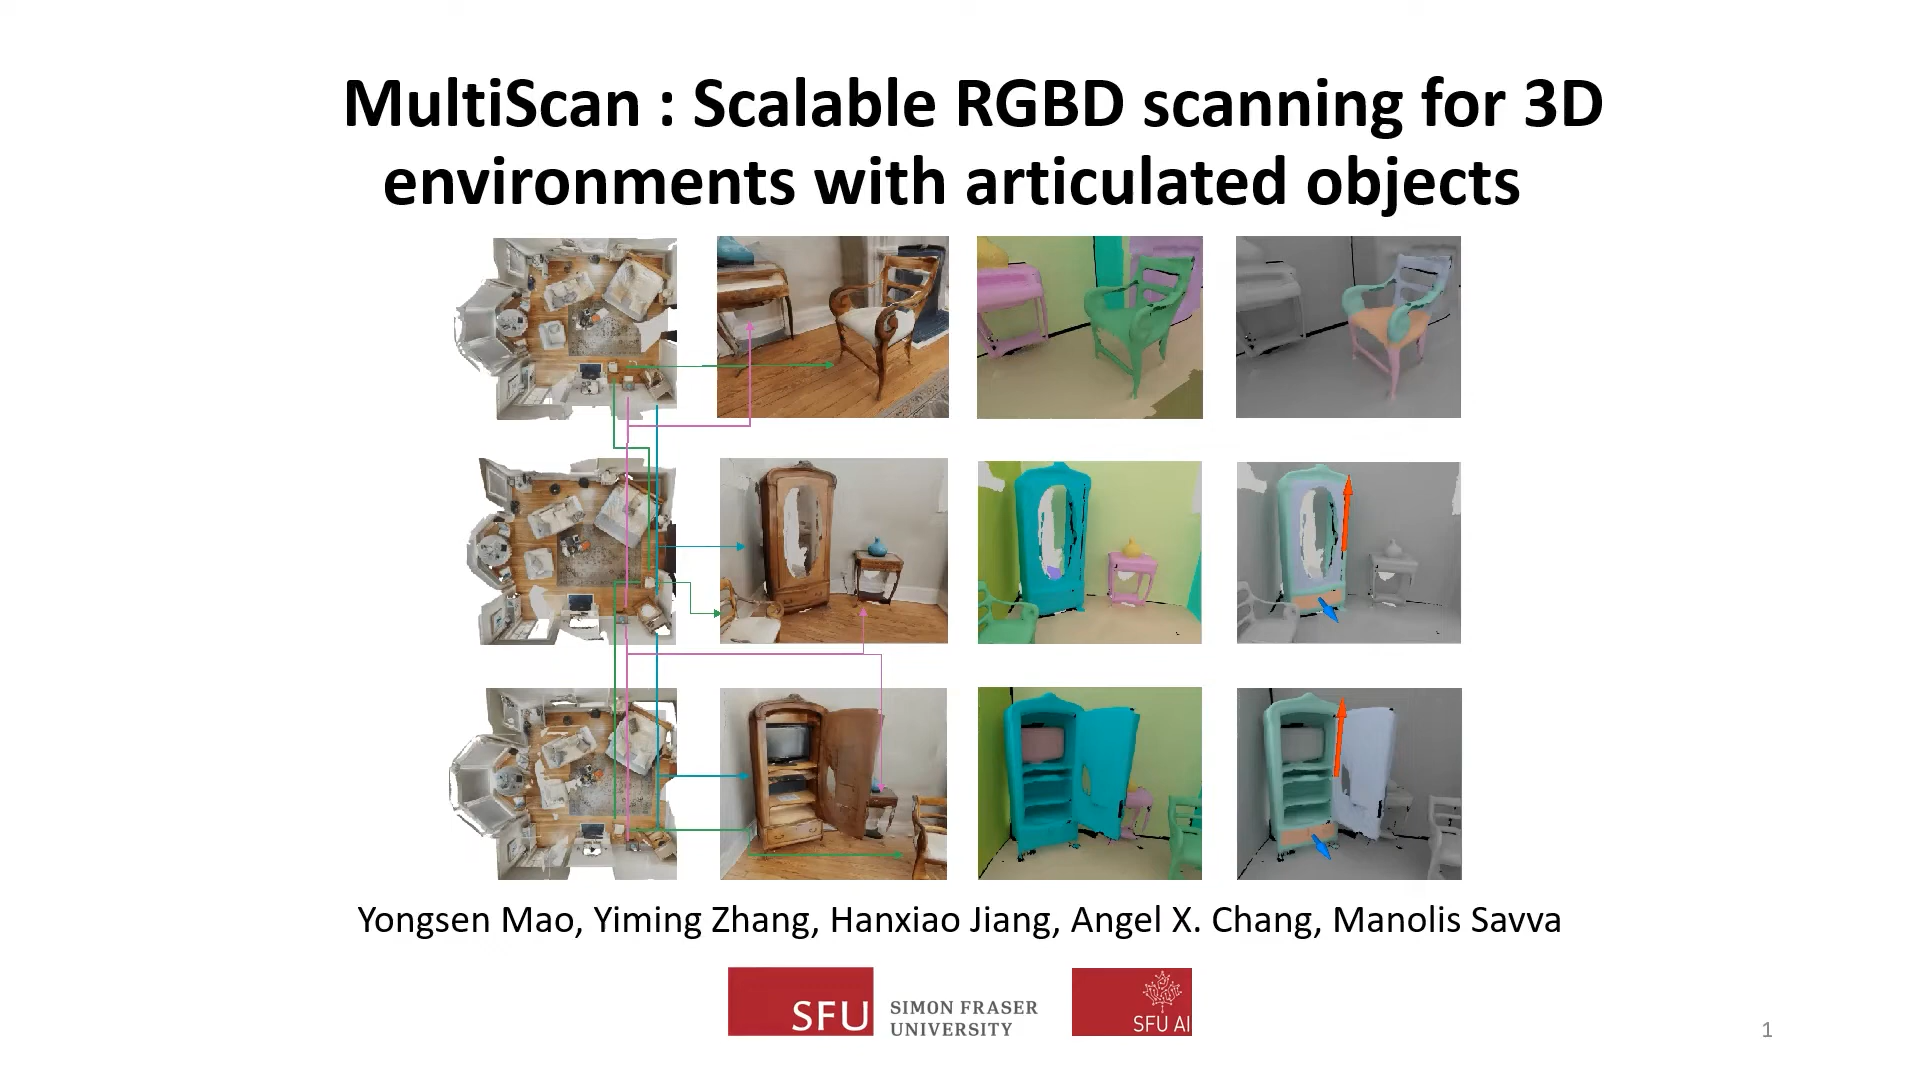 MultiScan : Scalable RGBD scanning for 3D
environments with articulated objects
Yongsen Mao, Yiming Zhang, Hanxiao Jiang, Angel X. Chang, Manolis Savva
SFU
SIMON FRASER
UNIVERSITY
SFU AI
1